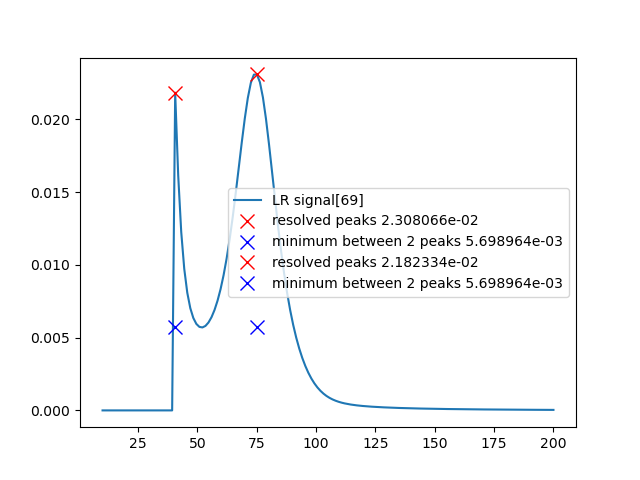 0.020
0.015
0.010
0.005
0.000
LR signal[69]
resolved peaks 2.308066e-02
minimum between 2 peaks 5.698964e-03
resolved peaks 2.182334e-02
minimum between 2 peaks 5.698964e-03
25 50 75 100 125 150 175 200